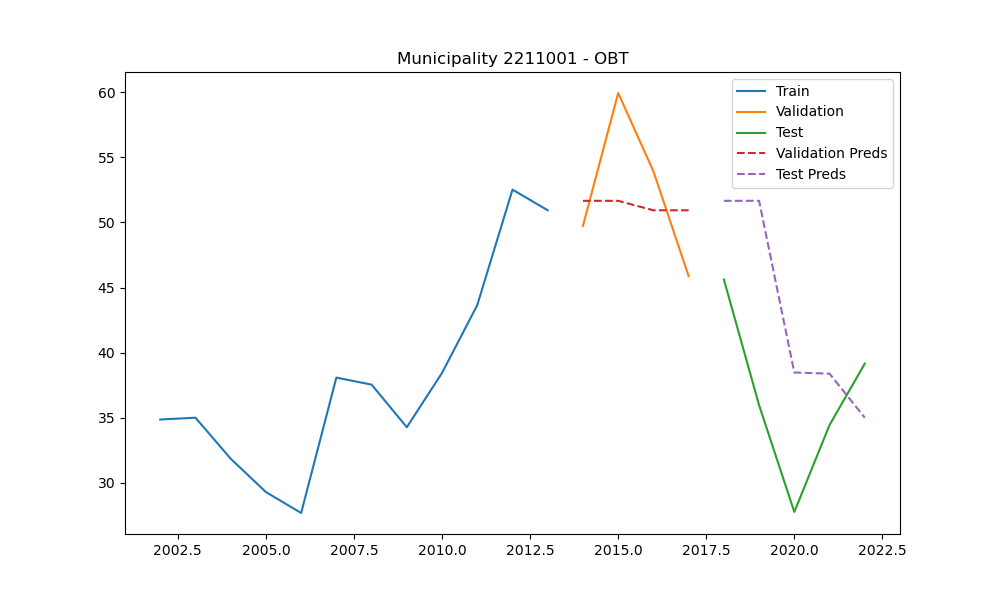 Municipality 2211001 - OBT
Train
Validation
Test
Validation Preds
Test Preds
60
55
50
45
40
35
30
2002.5 2005.0 2007.5 2010.0 2012.5 2015.0 2017.5 2020.0 2022.5